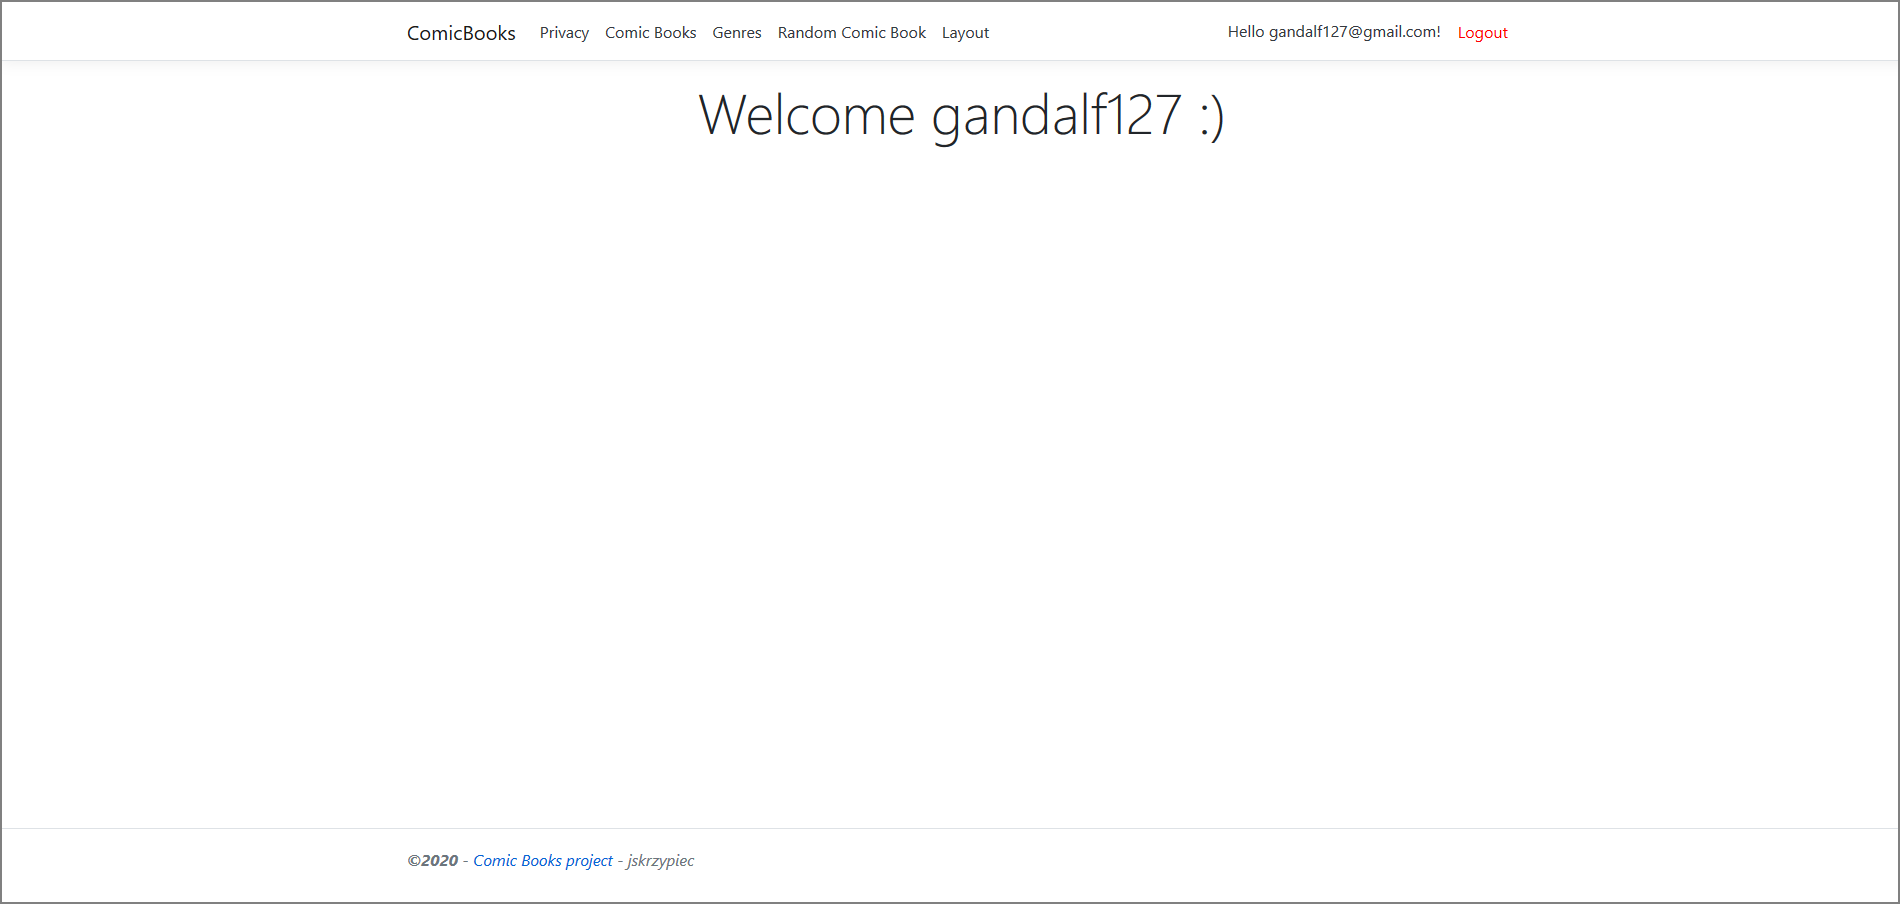 ComicBooks Privacy Comic Books Genres Random Comic Book Layout Hello gandalf127@gmail.com! Logout
Welcome gandalf127 :)
©2020 - Comic Books project - jskrzypiec